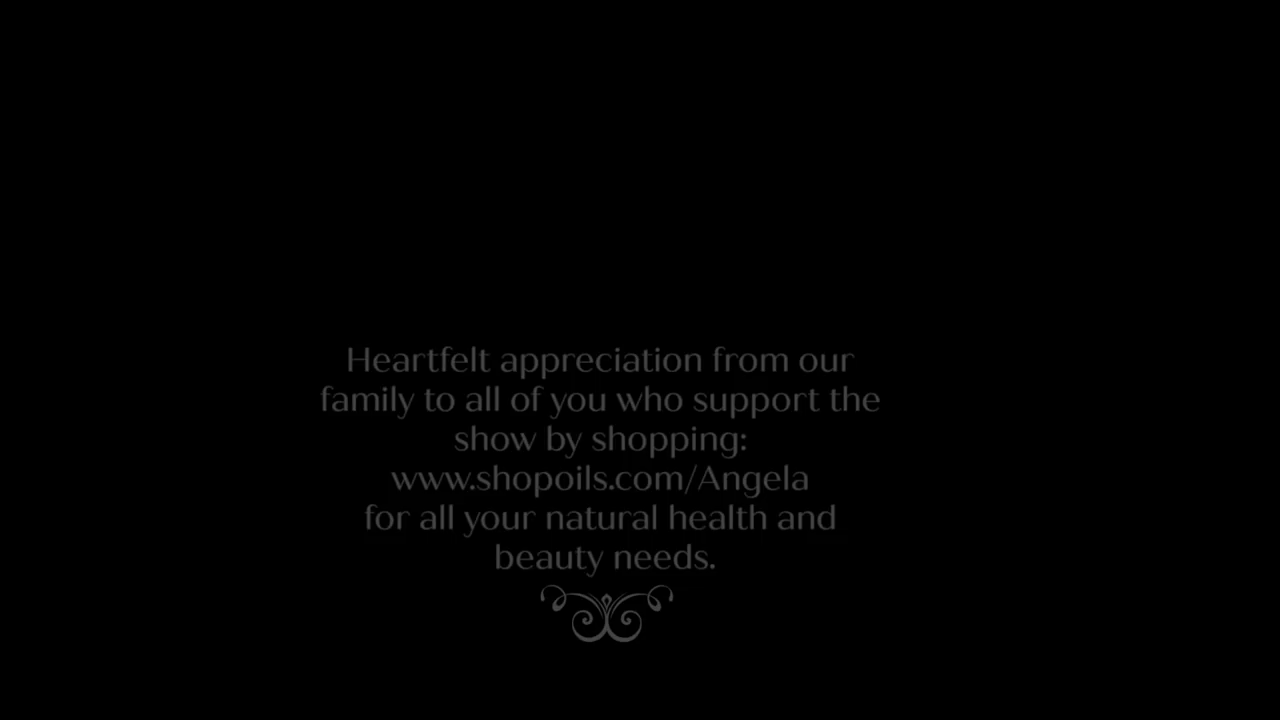 Heartfelt appreciation from our
family to all of you who support the
show by shopping:
www.shopoils.com/Angela
for all your natural health and
beauty needs.